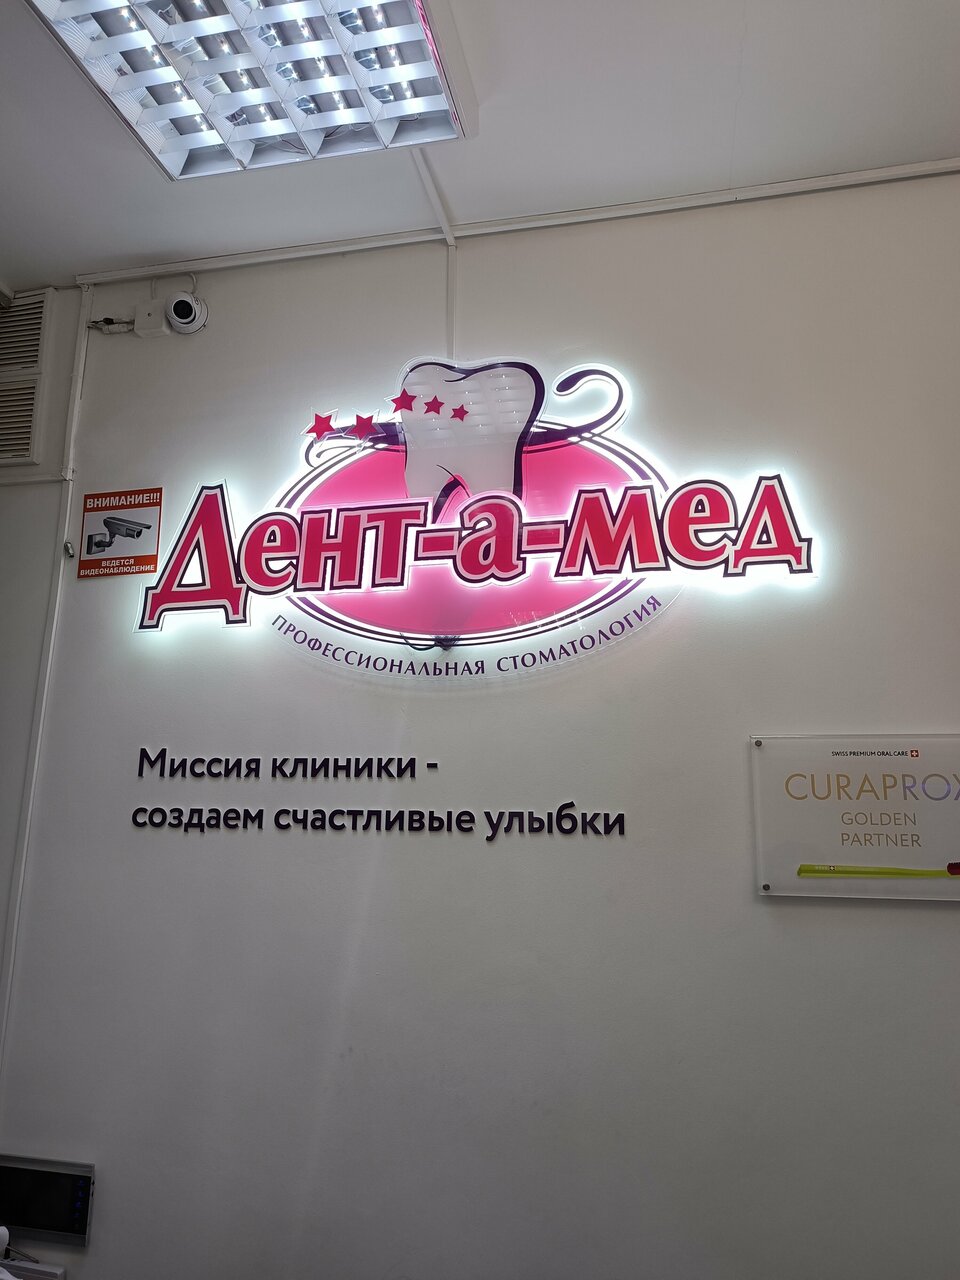 ВНИМАНИЕ!!!
ВЕДЕТСЯ
ВИДЕОНАБЛЮДЕНИЕ
Дент-а-мед
ПРОФЕССИОНАЛЬНАЯ СТОМАТОЛОГИЯ
Миссия клиники -
создаем счастливые улыбки
SWISS PREMIUM ORAL CARE
CURAPROX
GOLDEN
PARTNER